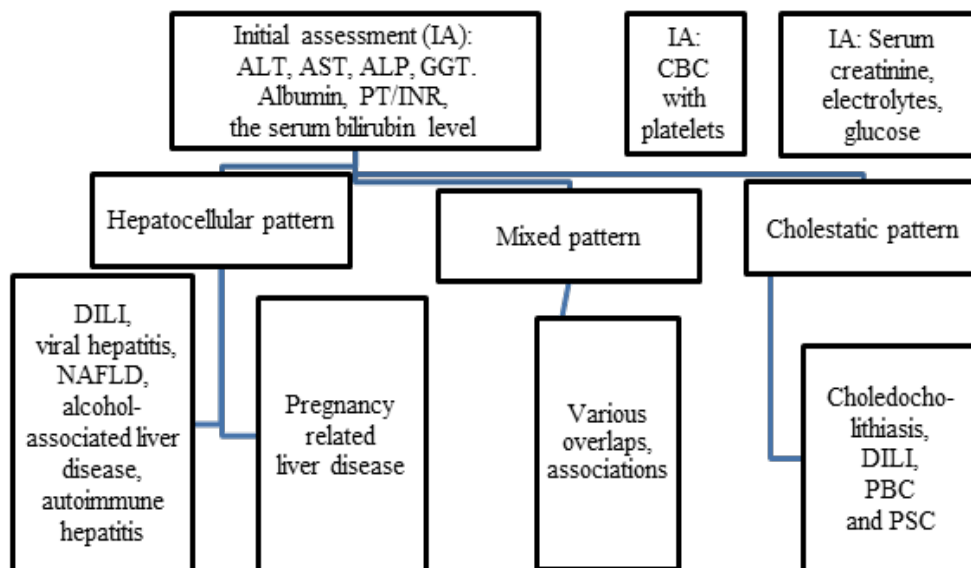 Initial assessment (IA):
ALT, AST, ALP, GGT.
Albumin, PT/INR,
the serum bilirubin level
IA:
CBC
with
platelets
IA: Serum
creatinine,
electrolytes,
glucose
Hepatocellular pattern
Mixed pattern
Cholestatic pattern
DILI,
viral hepatitis,
NAFLD,
alcohol-
associated liver
disease,
autoimmune
hepatitis
Pregnancy
related
liver disease
Various
overlaps,
associations
Choledocho-
lithiasis,
DILI,
PBC
and PSC